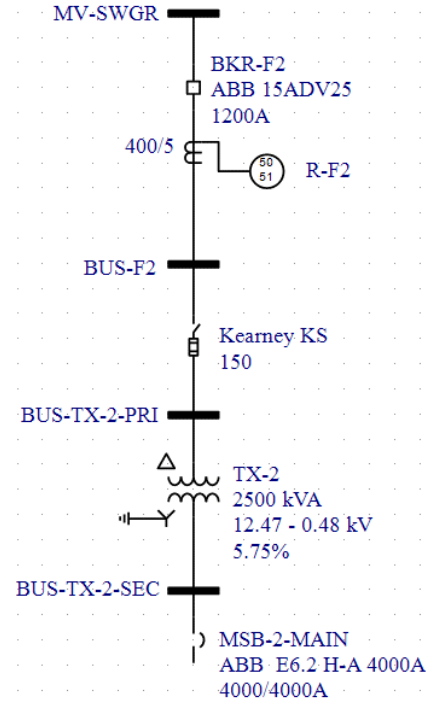 MV-SWGR
BKR-F2
ABB 15ADV25
1200A
400/5
50
51
R-F2
BUS-F2
Kearney KS
150
BUS-TX-2-PRI
TX-2
2500 kVA
12.47 - 0.48 kV
5.75%
BUS-TX-2-SEC
MSB-2-MAIN
ABB E6.2 H-A 4000A
4000/4000A